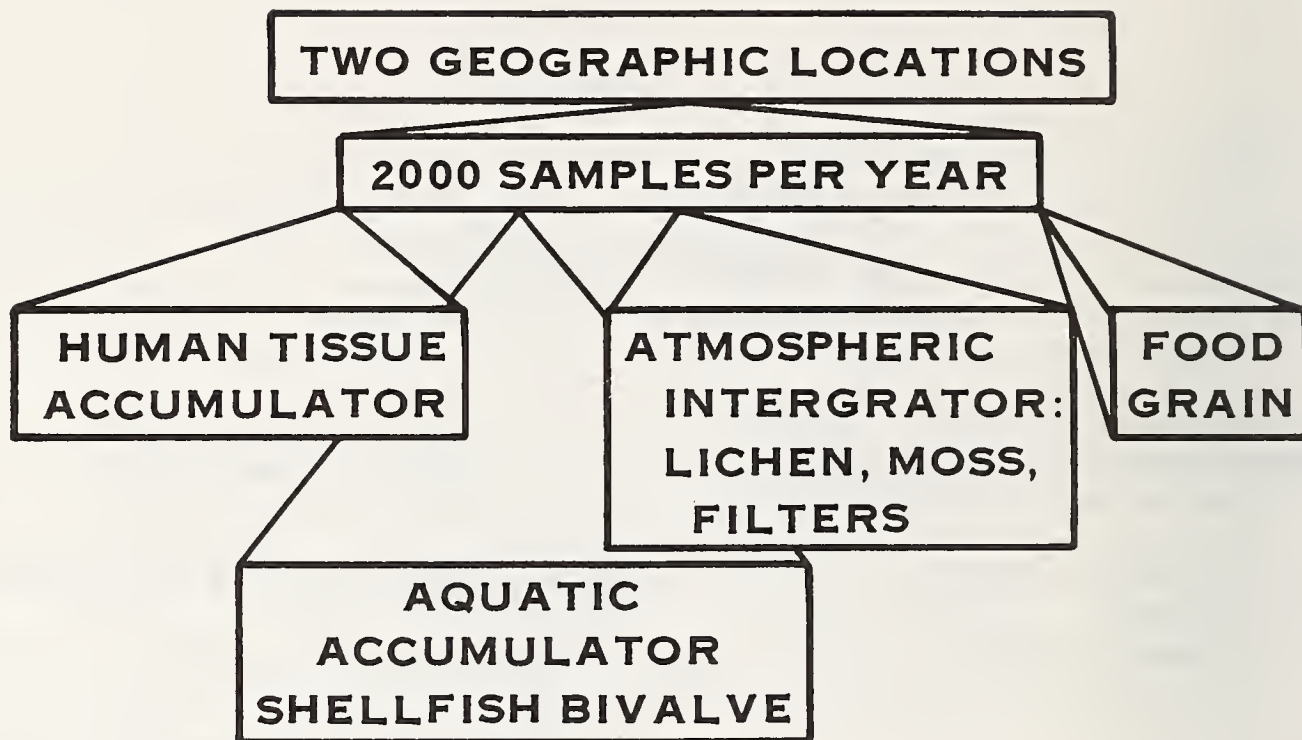 TWO GEOGRAPHIC LOCATIONS
2000 SAMPLES PER YEAR
HUMAN TISSUE
ACCUMULATOR
ATMOSPHERIC
INTERGRATOR:
LICHEN, MOSS,
FILTERS
FOOD
GRAIN
AQUATIC
ACCUMULATOR
SHELLFISH BIVALVE